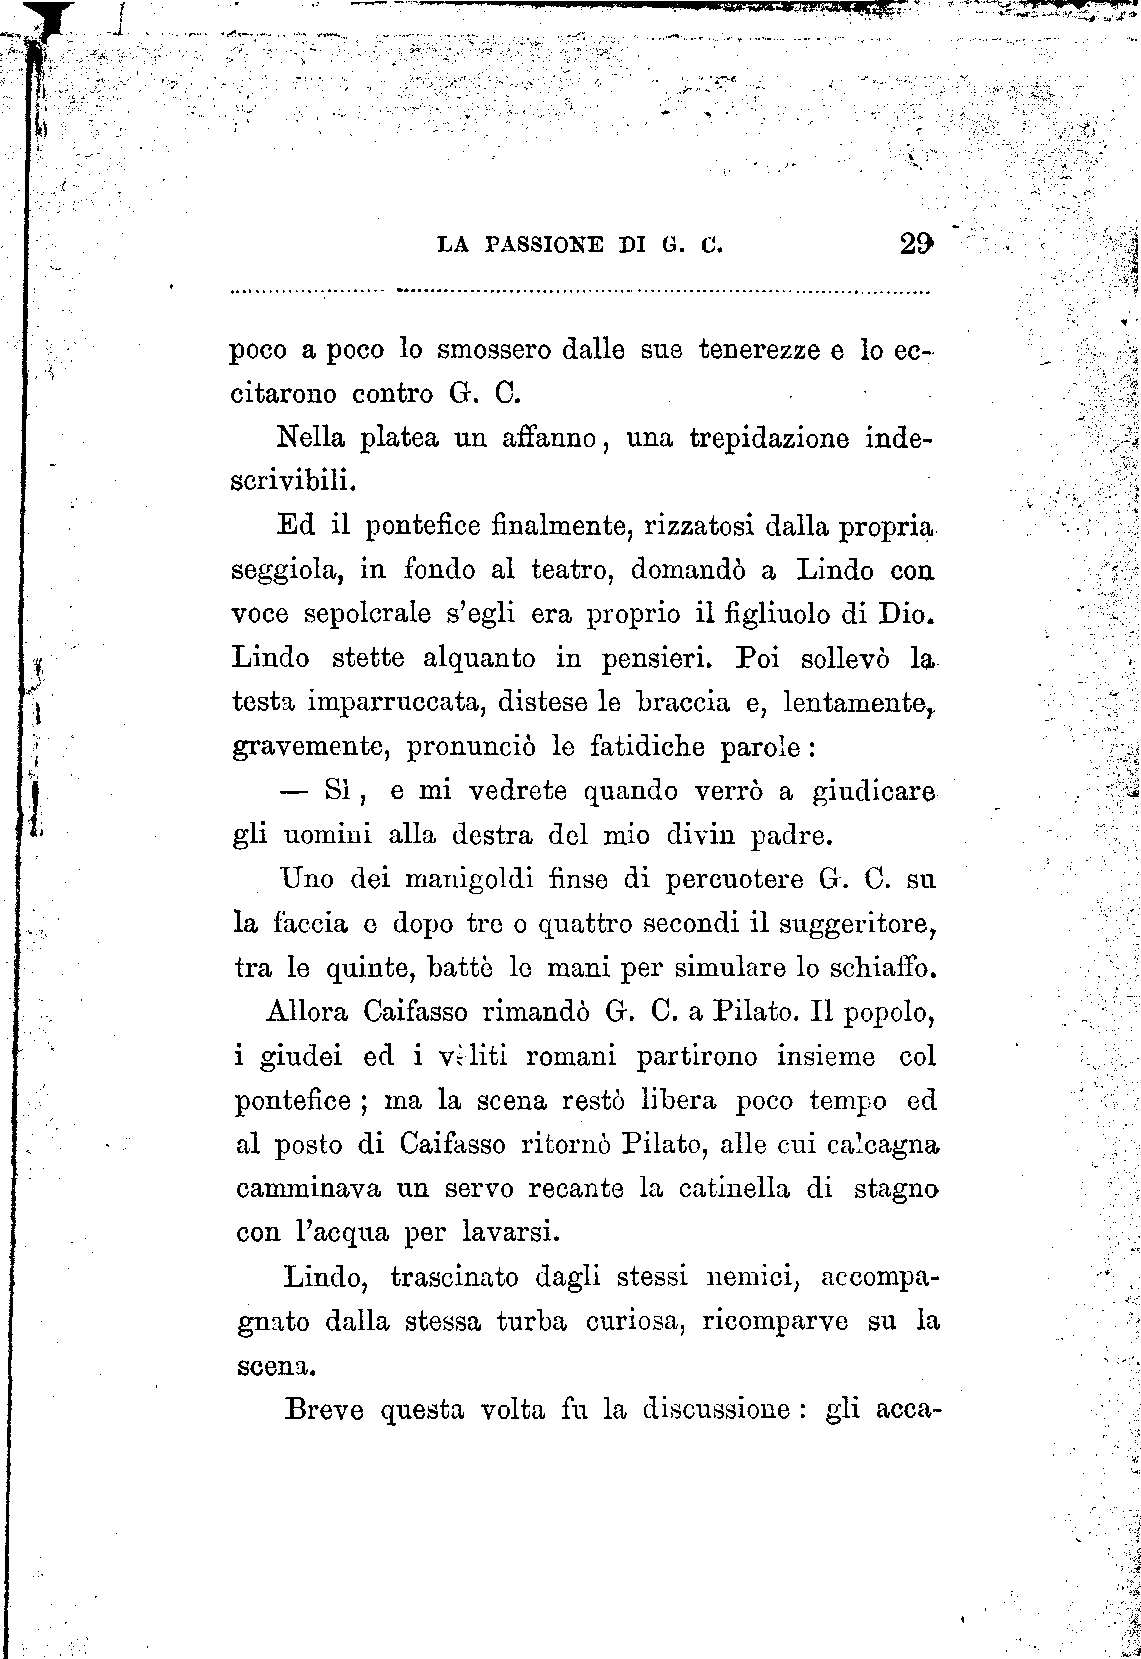 LA PASSIONE DI G. C. 29
poco a poco lo smossero dalle sue tenerezze e lo ec-
citarono contro G. C.
Nella platea un affanno, una trepidazione inde-
scrivibili.
Ed il pontefice finalmente, rizzatosi dalla propria
seggiola, in fondo al teatro, domandò a Lindo con
voce sepolcrale s'egli era proprio il figliuolo di Dio.
Lindo stette alquanto in pensieri. Poi sollevò la
testa imparruccata, distese le braccia e, lentamente,
gravemente, pronunciò le fatidiche parole :
— Sì, e mi vedrete quando verrò a giudicare
gli uomini alla destra del mio divin padre.
Uno dei manigoldi finse di percuotere G. C. su
la faccia e dopo tre o quattro secondi il suggeritore,
tra le quinte, battè le mani per simulare lo schiaffo.
Allora Caifasso rimandò G. C. a Pilato. Il popolo,
i giudei ed i vèliti romani partirono insieme col
pontefice ; ma la scena restò libera poco tempo ed
al posto di Caifasso ritornò Pilato, alle cui calcagna
camminava un servo recante la catinella di stagno
con l'acqua per lavarsi.
Lindo, trascinato dagli stessi nemici, accompa-
gnato dalla stessa turba curiosa, ricomparve su la
scena.
Breve questa volta fu la discussione : gli acca-